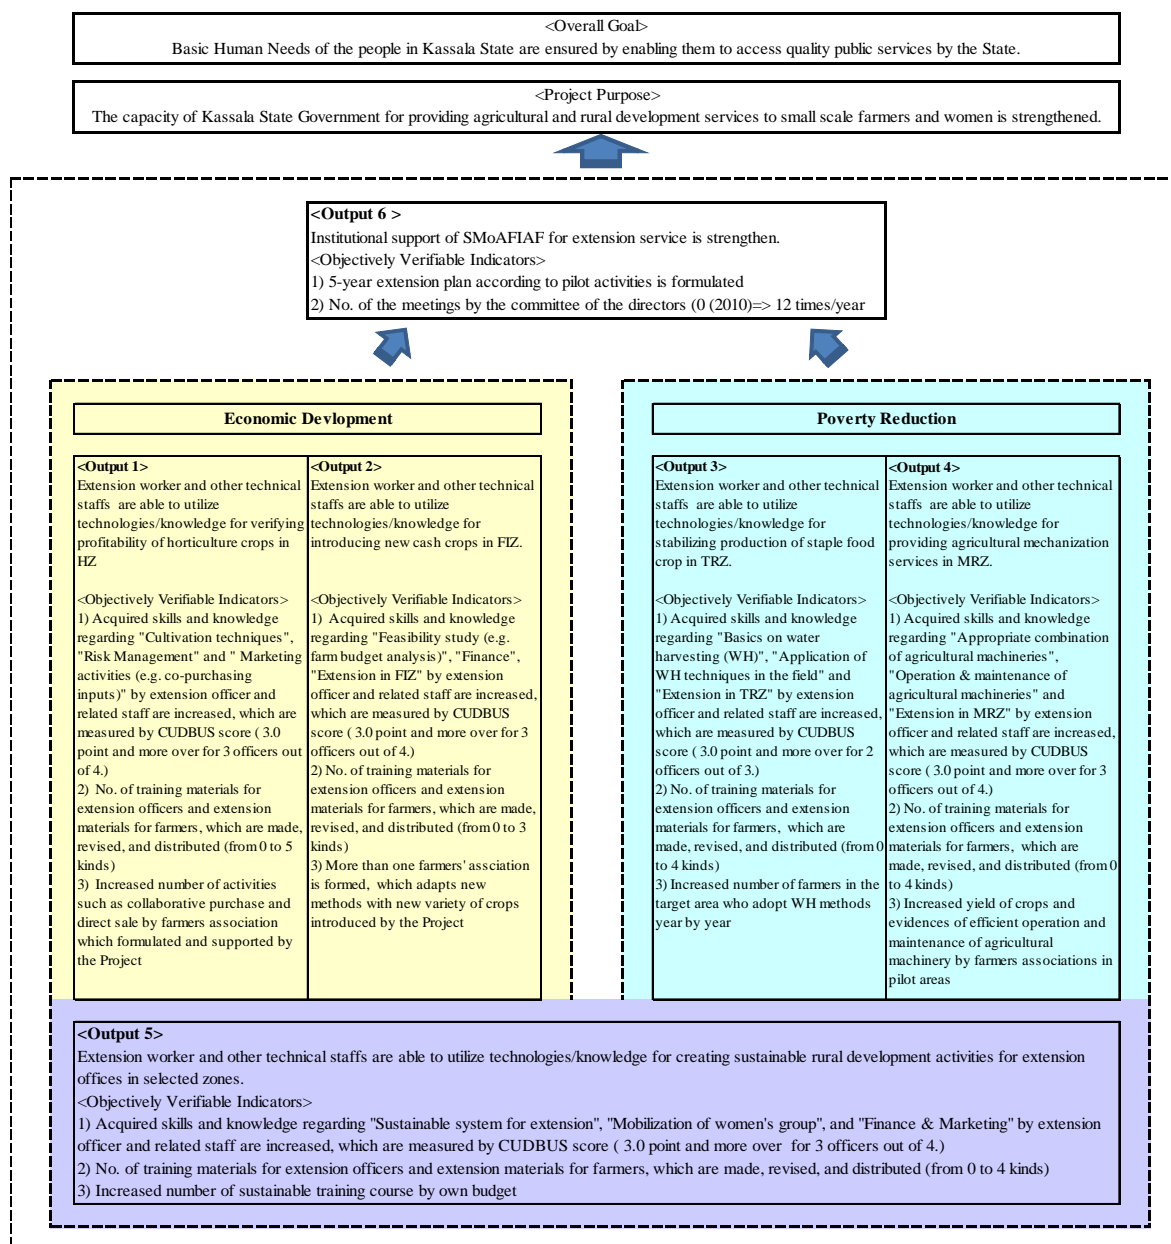 <Overall Goal>
Basic Human Needs of the people in Kassala State are ensured by enabling them to access quality public services by the State.
<Project Purpose>
The capacity of Kassala State Government for providing agricultural and rural development services to small scale farmers and women is strengthened.
<Output 6 >
Institutional support of SMoAFIAF for extension service is strengthen.
<Objectively Verifiable Indicators>
1) 5-year extension plan according to pilot activities is formulated
2) No. of the meetings by the committee of the directors (0 (2010)=> 12 times/year
Economic Devlopment
<Output 1>
Extension worker and other technical
staffs are able to utilize
technologies/knowledge for verifying
profitability of horticulture crops in
HZ
<Objectively Verifiable Indicators>
1) Acquired skills and knowledge
regarding "Cultivation techniques",
"Risk Management" and " Marketing
activities (e.g. co-purchasing
inputs)" by extension officer and
related staff are increased, which are
measured by CUDBUS score ( 3.0
point and more over for 3 officers out
of 4.)
2) No. of training materials for
extension officers and extension
materials for farmers, which are made,
revised, and distributed (from 0 to 5
kinds)
3) Increased number of activities
such as collaborative purchase and
direct sale by farmers association
which formulated and supported by
the Project
<Output 2>
Extension worker and other technical
staffs are able to utilize
technologies/knowledge for
introducing new cash crops in FIZ.
<Objectively Verifiable Indicators>
1) Acquired skills and knowledge
regarding "Feasibility study (e.g.
farm budget analysis)", "Finance",
"Extension in FIZ" by extension
officer and related staff are increased,
which are measured by CUDBUS
score ( 3.0 point and more over for 3
officers out of 4.)
2) No. of training materials for
extension officers and extension
materials for farmers, which are made,
revised, and distributed (from 0 to 3
kinds)
3) More than one farmers' assciation
is formed, which adapts new
methods with new variety of crops
introduced by the Project
Poverty Reduction
<Output 3>
Extension worker and other technical
staffs are able to utilize
technologies/knowledge for
stabilizing production of staple food
crop in TRZ.
<Objectively Verifiable Indicators>
1) Acquired skills and knowledge
regarding "Basics on water
harvesting (WH)", "Application of
WH techniques in the field" and
"Extension in TRZ" by extension
officer and related staff are increased,
which are measured by CUDBUS
score ( 3.0 point and more over for 2
officers out of 3.)
2) No. of training materials for
extension officers and extension
materials for farmers, which are
made, revised, and distributed (from 0
to 4 kinds)
3) Increased number of farmers in the
target area who adopt WH methods
year by year
<Output 4>
Extension worker and other technical
staffs are able to utilize
technologies/knowledge for
providing agricultural mechanization
services in MRZ.
<Objectively Verifiable Indicators>
1) Acquired skills and knowledge
regarding "Appropriate combination
of agricultural machineries",
"Operation & maintenance of
agricultural machineries" and
"Extension in MRZ" by extension
officer and related staff are increased,
which are measured by CUDBUS
score ( 3.0 point and more over for 3
officers out of 4.)
2) No. of training materials for
extension officers and extension
materials for farmers, which are
made, revised, and distributed (from 0
to 4 kinds)
3) Increased yield of crops and
evidences of efficient operation and
maintenance of agricultural
machinery by farmers associations in
pilot areas
<Output 5>
Extension worker and other technical staffs are able to utilize technologies/knowledge for creating sustainable rural development activities for extension
offices in selected zones.
<Objectively Verifiable Indicators>
1) Acquired skills and knowledge regarding "Sustainable system for extension", "Mobilization of women's group", and "Finance & Marketing" by extension
officer and related staff are increased, which are measured by CUDBUS score ( 3.0 point and more over for 3 officers out of 4.)
2) No. of training materials for extension officers and extension materials for farmers, which are made, revised, and distributed (from 0 to 4 kinds)
3) Increased number of sustainable training course by own budget